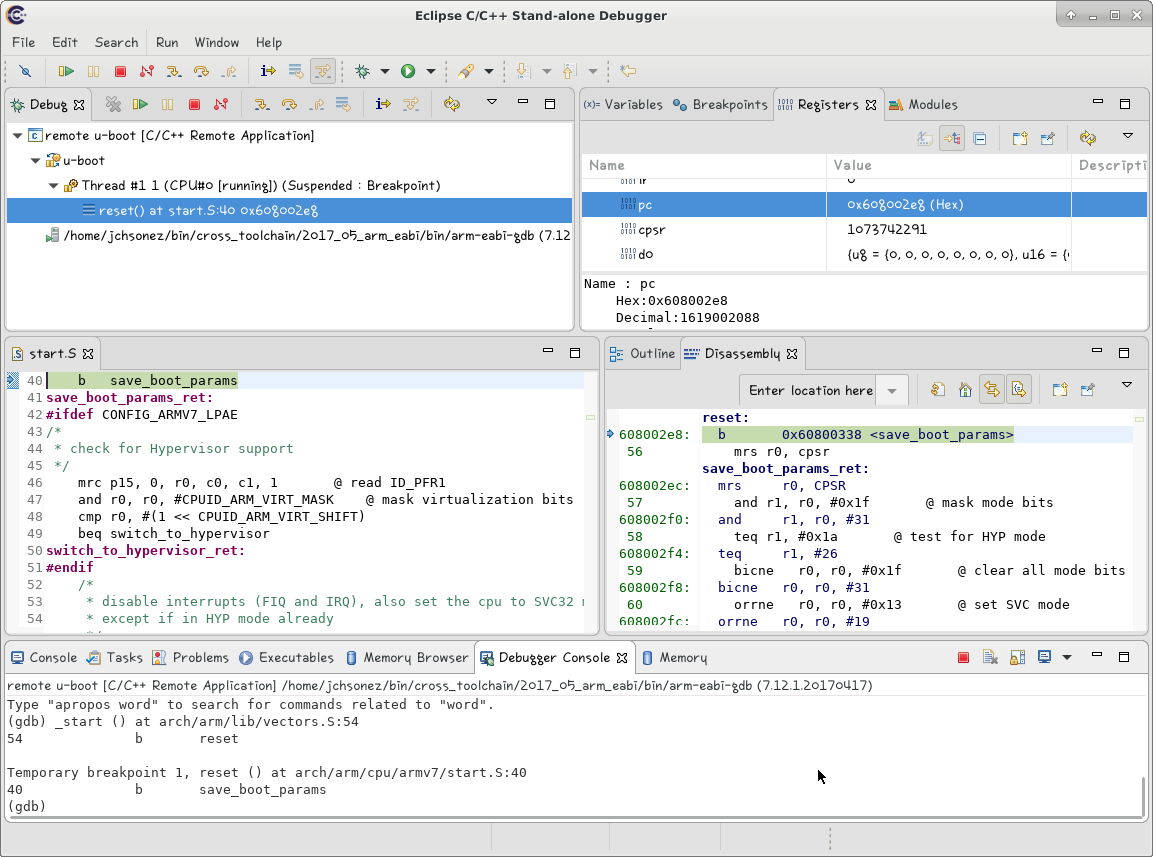 Eclipse C/C++ Stand-alone Debugger
File Edit Search Run Window Help
Debug
remote u-boot [C/C++ Remote Application]
u-boot
Thread #1 1 (CPU#0 [running]) (Suspended : Breakpoint)
reset() at start.S:40 0x608002e8
/home/jchsonez/bin/cross_toolchain/2017_05_arm_eabi/bin/arm-eabi-gdb (7.12
(x)= Variables Breakpoints Registers Modules
Name Value Descripti
lr 0
pc 0x608002e8 (Hex)
cpsr 1073742291
d0 {u8 = {0, 0, 0, 0, 0, 0, 0, 0}, u16 = {
Name : pc
Hex:0x608002e8
Decimal:1619002088
start.S
40 b save_boot_params
41 save_boot_params_ret:
42 #ifdef CONFIG_ARMV7_LPAE
43 /*
44 * check for Hypervisor support
45 */
46 mrc p15, 0, r0, c0, c1, 1 @ read ID_PFR1
47 and r0, r0, #CPUID_ARM_VIRT_MASK @ mask virtualization bits
48 cmp r0, #(1 << CPUID_ARM_VIRT_SHIFT)
49 beq switch_to_hypervisor
50 switch_to_hypervisor_ret:
51 #endif
52 /*
53 * disable interrupts (FIQ and IRQ), also set the cpu to SVC32
54 * except if in HYP mode already
Outline Disassembly
Enter location here
reset:
608002e8: b 0x60800338 <save_boot_params>
56 mrs r0, cpsr
save_boot_params_ret:
608002ec: mrs r0, CPSR
57 and r1, r0, #0x1f @ mask mode bits
608002f0: and r1, r0, #31
58 teq r1, #0x1a @ test for HYP mode
608002f4: teq r1, #26
59 bicne r0, r0, #0x1f @ clear all mode bits
608002f8: bicne r0, r0, #31
60 orrne r0, r0, #0x13 @ set SVC mode
608002fc: orrne r0, r0, #19
Console Tasks Problems Executables Memory Browser Debugger Console Memory
remote u-boot [C/C++ Remote Application] /home/jchsonez/bin/cross_toolchain/2017_05_arm_eabi/bin/arm-eabi-gdb (7.12.1.20170417)
Type "apropos word" to search for commands related to "word".
(gdb) _start () at arch/arm/lib/vectors.S:54
54 b reset
Temporary breakpoint 1, reset () at arch/arm/cpu/armv7/start.S:40
40 b save_boot_params
(gdb)